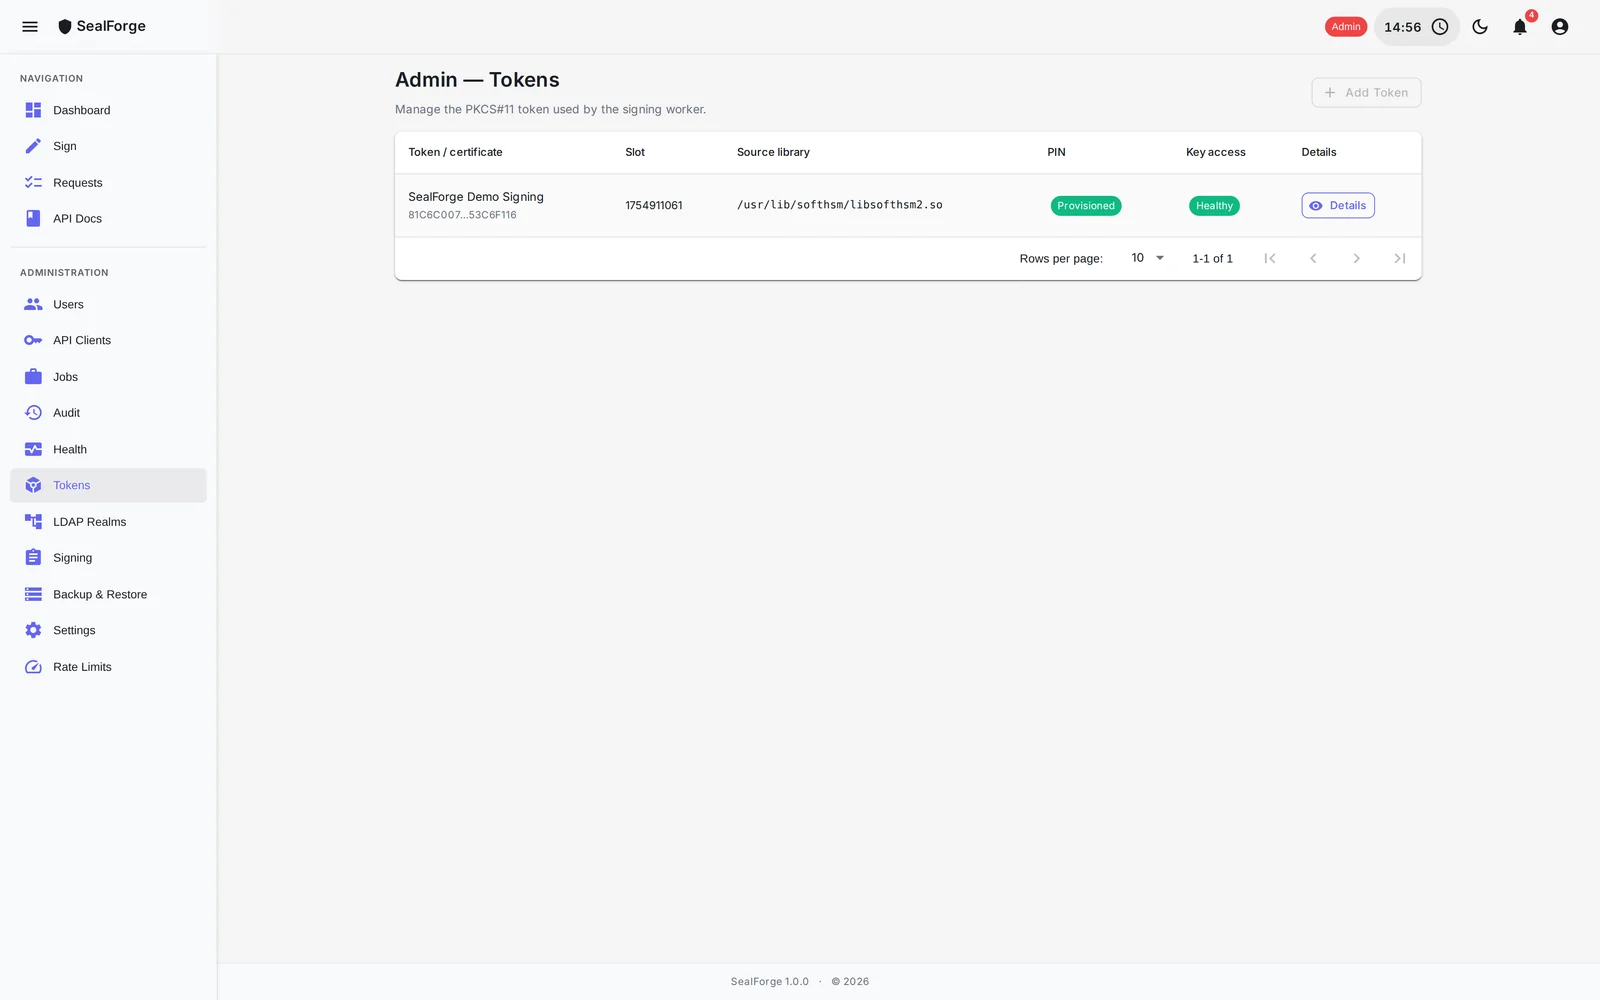 SealForge
Admin
14:56
4
NAVIGATION
Dashboard
Sign
Requests
API Docs
ADMINISTRATION
Users
API Clients
Jobs
Audit
Health
Tokens
LDAP Realms
Signing
Backup & Restore
Settings
Rate Limits
Admin — Tokens
Manage the PKCS#11 token used by the signing worker.
Add Token
Token / certificate Slot Source library PIN Key access Details
SealForge Demo Signing 1754911061 /usr/lib/softhsm/libsofthsm2.so Provisioned Healthy Details
81C6C007…53C6F116
Rows per page: 10 1-1 of 1
SealForge 1.0.0 · © 2026